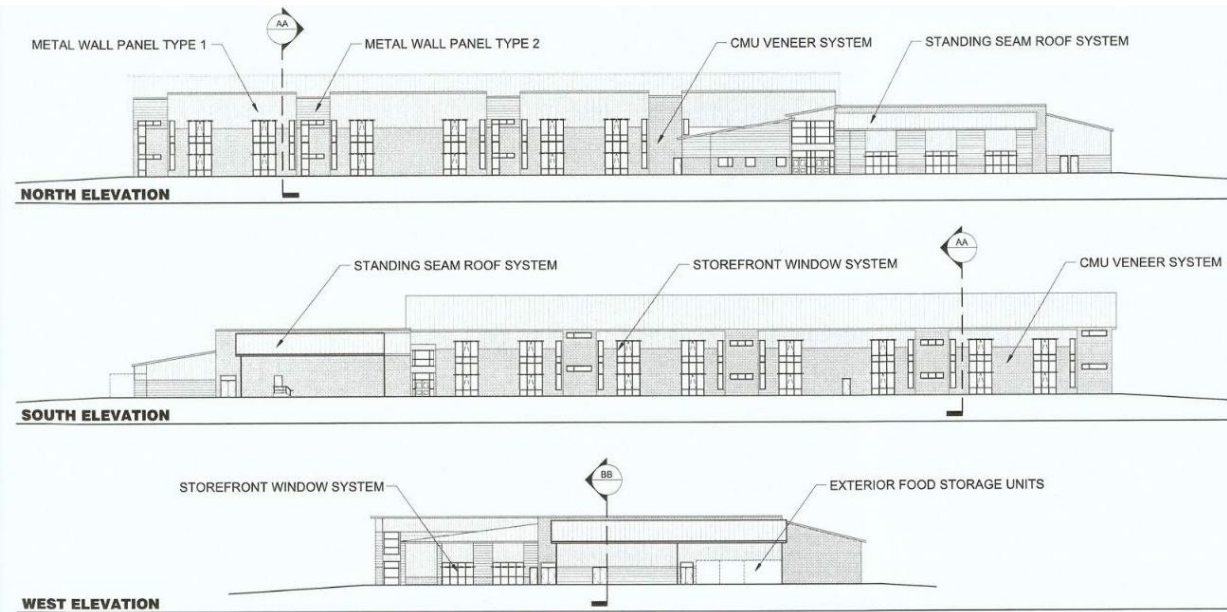 AA
METAL WALL PANEL TYPE 1
METAL WALL PANEL TYPE 2
CMU VENEER SYSTEM
STANDING SEAM ROOF SYSTEM
NORTH ELEVATION
AA
STANDING SEAM ROOF SYSTEM
STOREFRONT WINDOW SYSTEM
CMU VENEER SYSTEM
SOUTH ELEVATION
BB
STOREFRONT WINDOW SYSTEM
EXTERIOR FOOD STORAGE UNITS
WEST ELEVATION